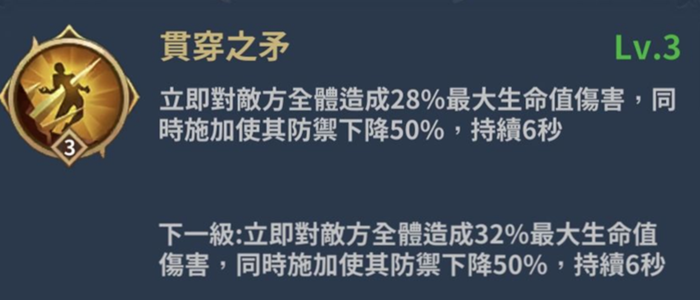 貫穿之矛
Lv.3
立即對敵方全體造成28%最大生命值傷害,同
時施加使其防禦下降50%,持續6秒
3
下一級:立即對敵方全體造成32%最大生命值
傷害,同時施加使其防禦下降50%,持續6秒